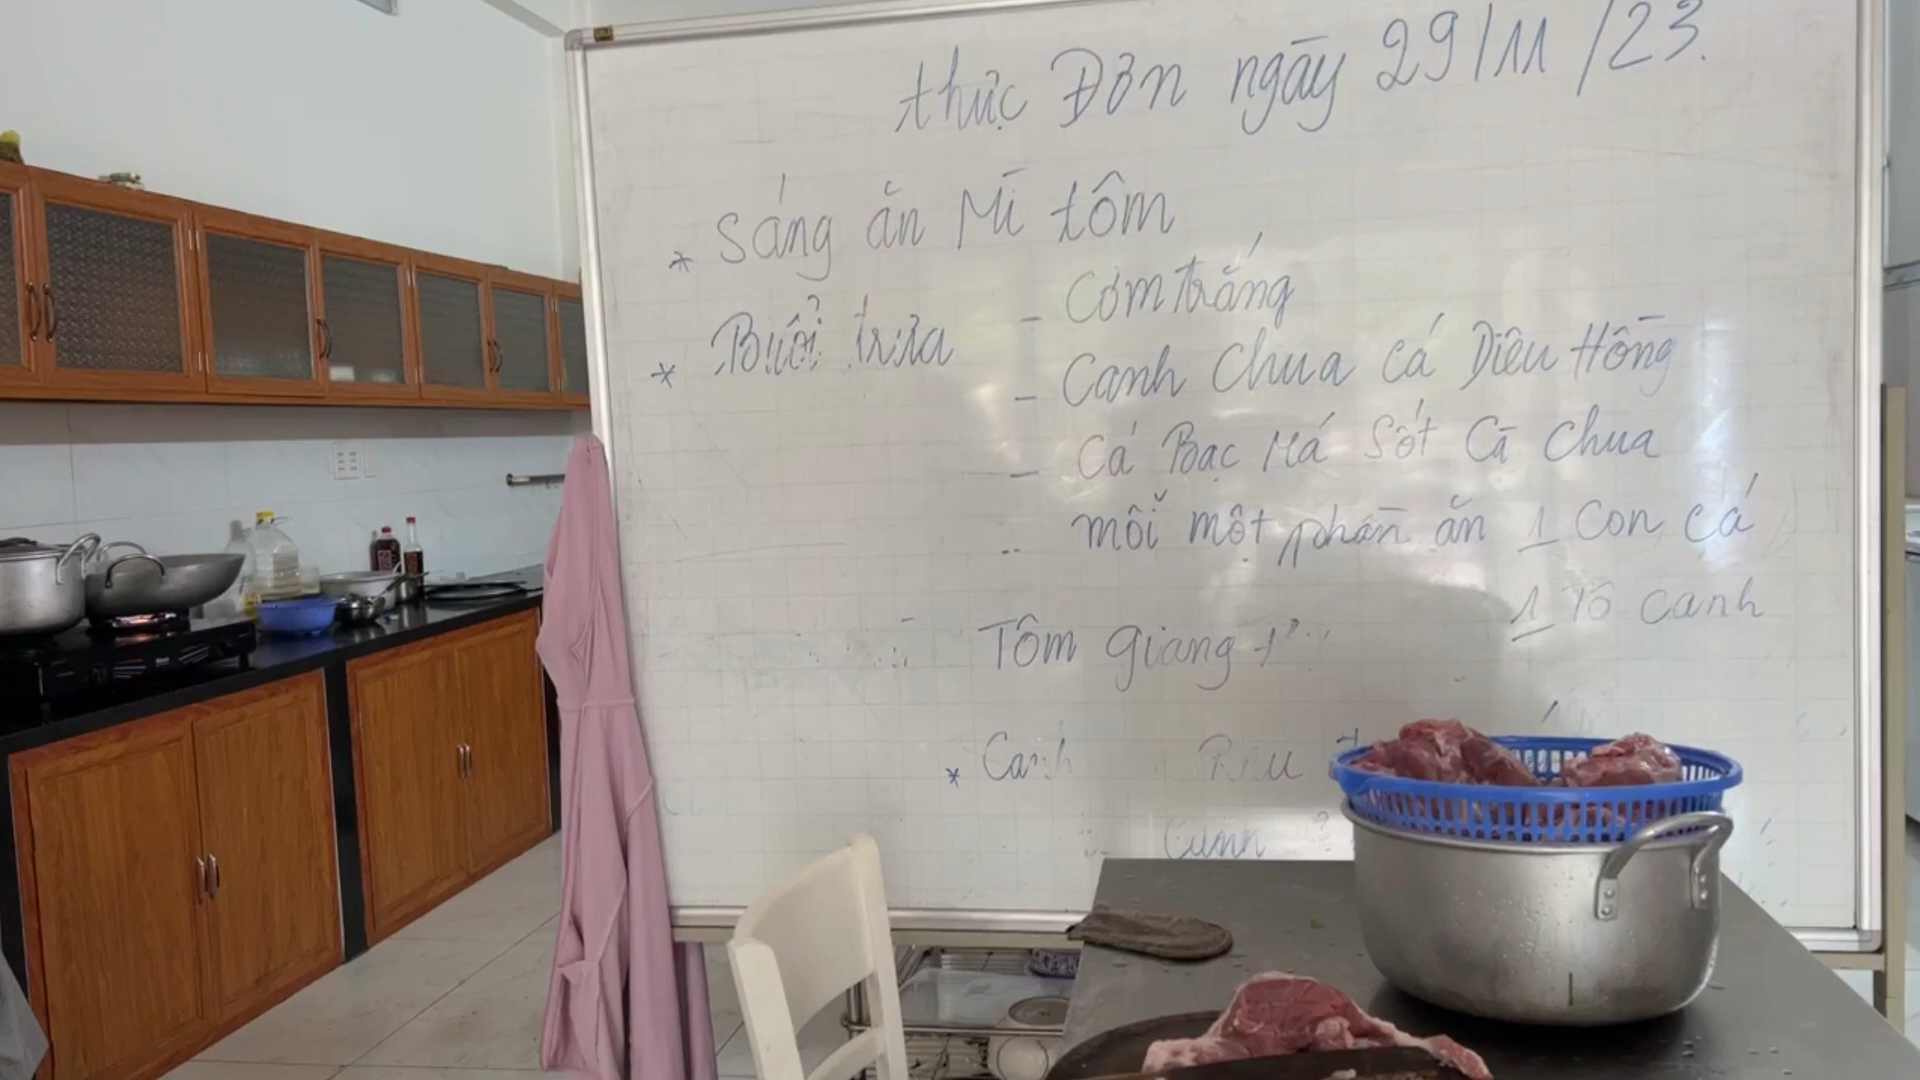 thực Đơn ngày 29/11/23.
* Sáng ăn Mì tôm
* Buổi trưa - Cơm trắng
- Canh Chua cá Diêu Hồng
- Cá Bạc Má Sốt Cà Chua
mỗi một phần ăn 1 con cá
1 Tô canh
Tôm giang
* Canh Riêu
Canh